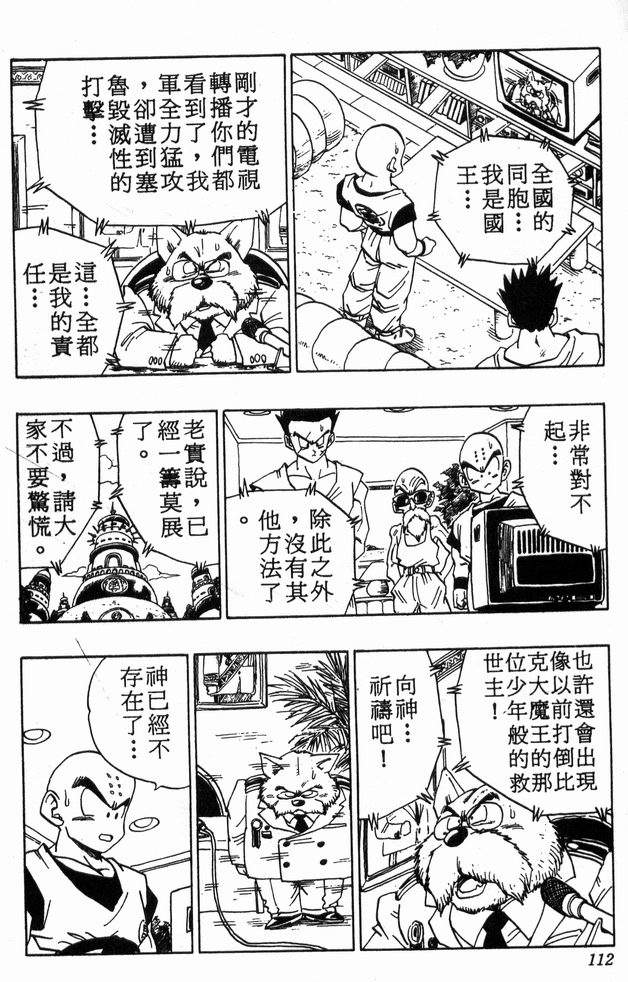 全國的
同胞…
我是國
王…
剛才的電視
轉播你們都
看到了，我
軍全力猛攻
，卻遭到塞
魯毀滅性的
打擊…
這…全都
是我的責
任…
非常對不
起…
除此之外
，沒有其
他方法了
。
老實說，已
經一籌莫展
了。
不過，請大
家不要驚慌。
也許還會出現
像以前打倒比
克大魔王的那
位少年般的救
世主！
向神…
祈禱吧！
神已經不
存在了…
112